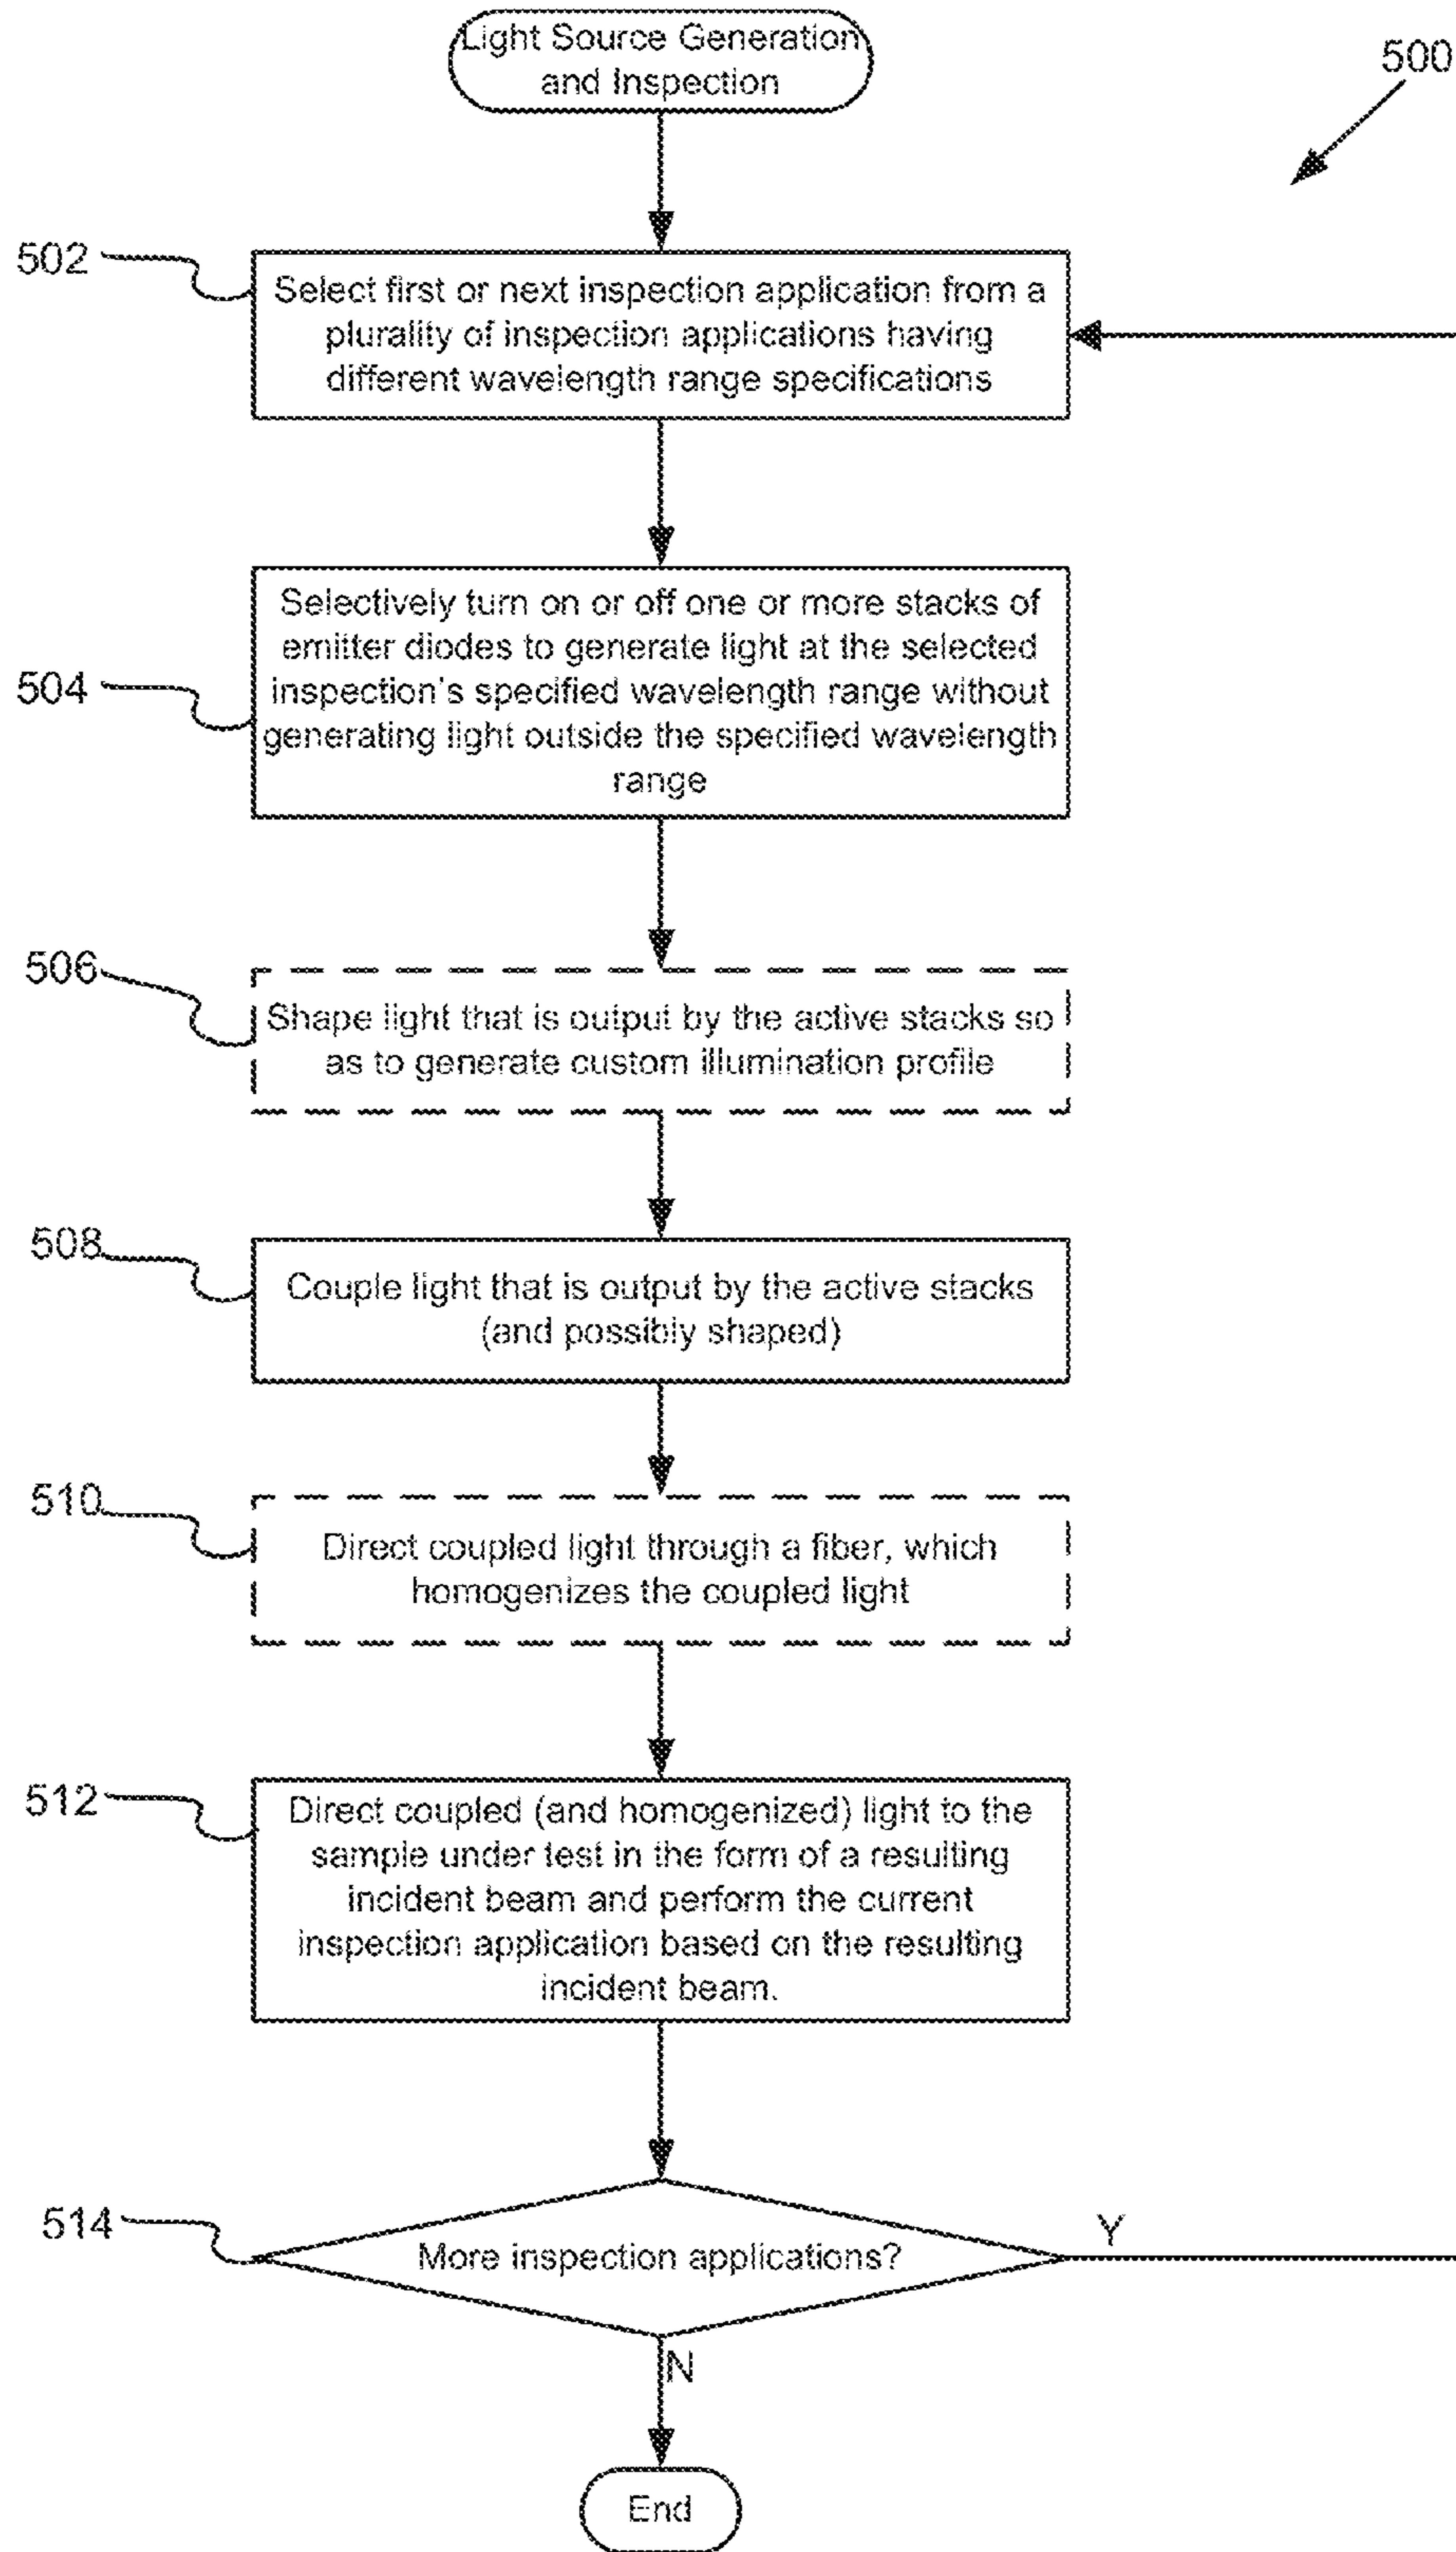 Light Source Generation
and Inspection
500
502
Select first or next inspection application from a
plurality of inspection applications having
different wavelength range specifications
504
Selectively turn on or off one or more stacks of
emitter diodes to generate light at the selected
inspection's specified wavelength range without
generating light outside the specified wavelength
range
506
Shape light that is output by the active stacks so
as to generate custom illumination profile
508
Couple light that is output by the active stacks
(and possibly shaped)
510
Direct coupled light through a fiber, which
homogenizes the coupled light
512
Direct coupled (and homogenized) light to the
sample under test in the form of a resulting
incident beam and perform the current
inspection application based on the resulting
incident beam.
514
More inspection applications?
Y
N
End